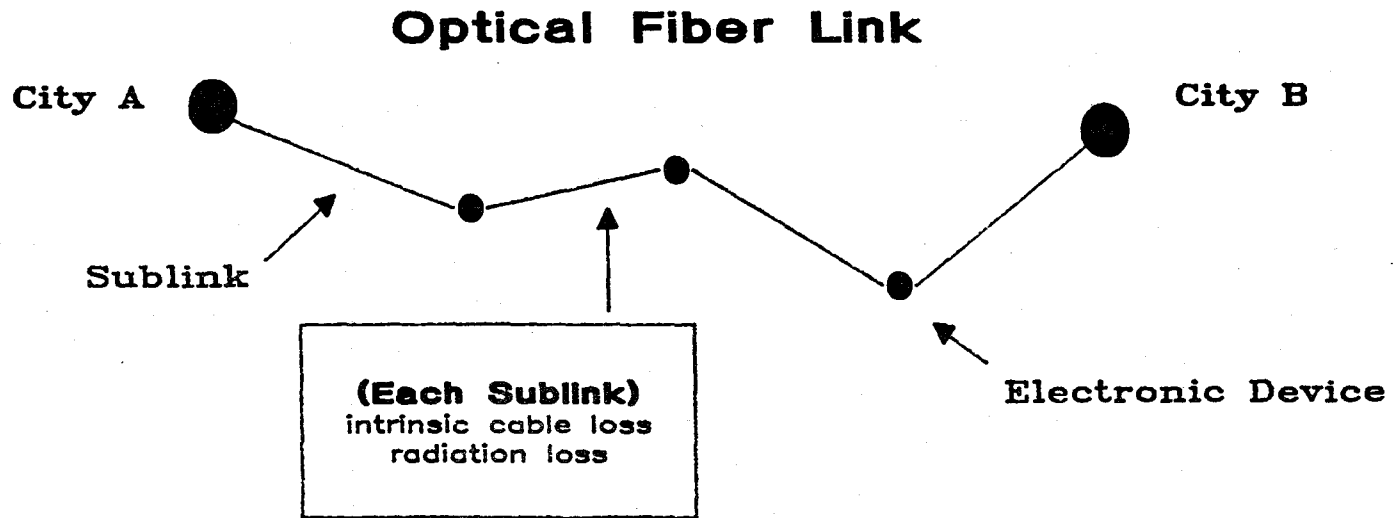 Optical Fiber Link
City A
City B
Sublink
(Each Sublink)
intrinsic cable loss
radiation loss
Electronic Device